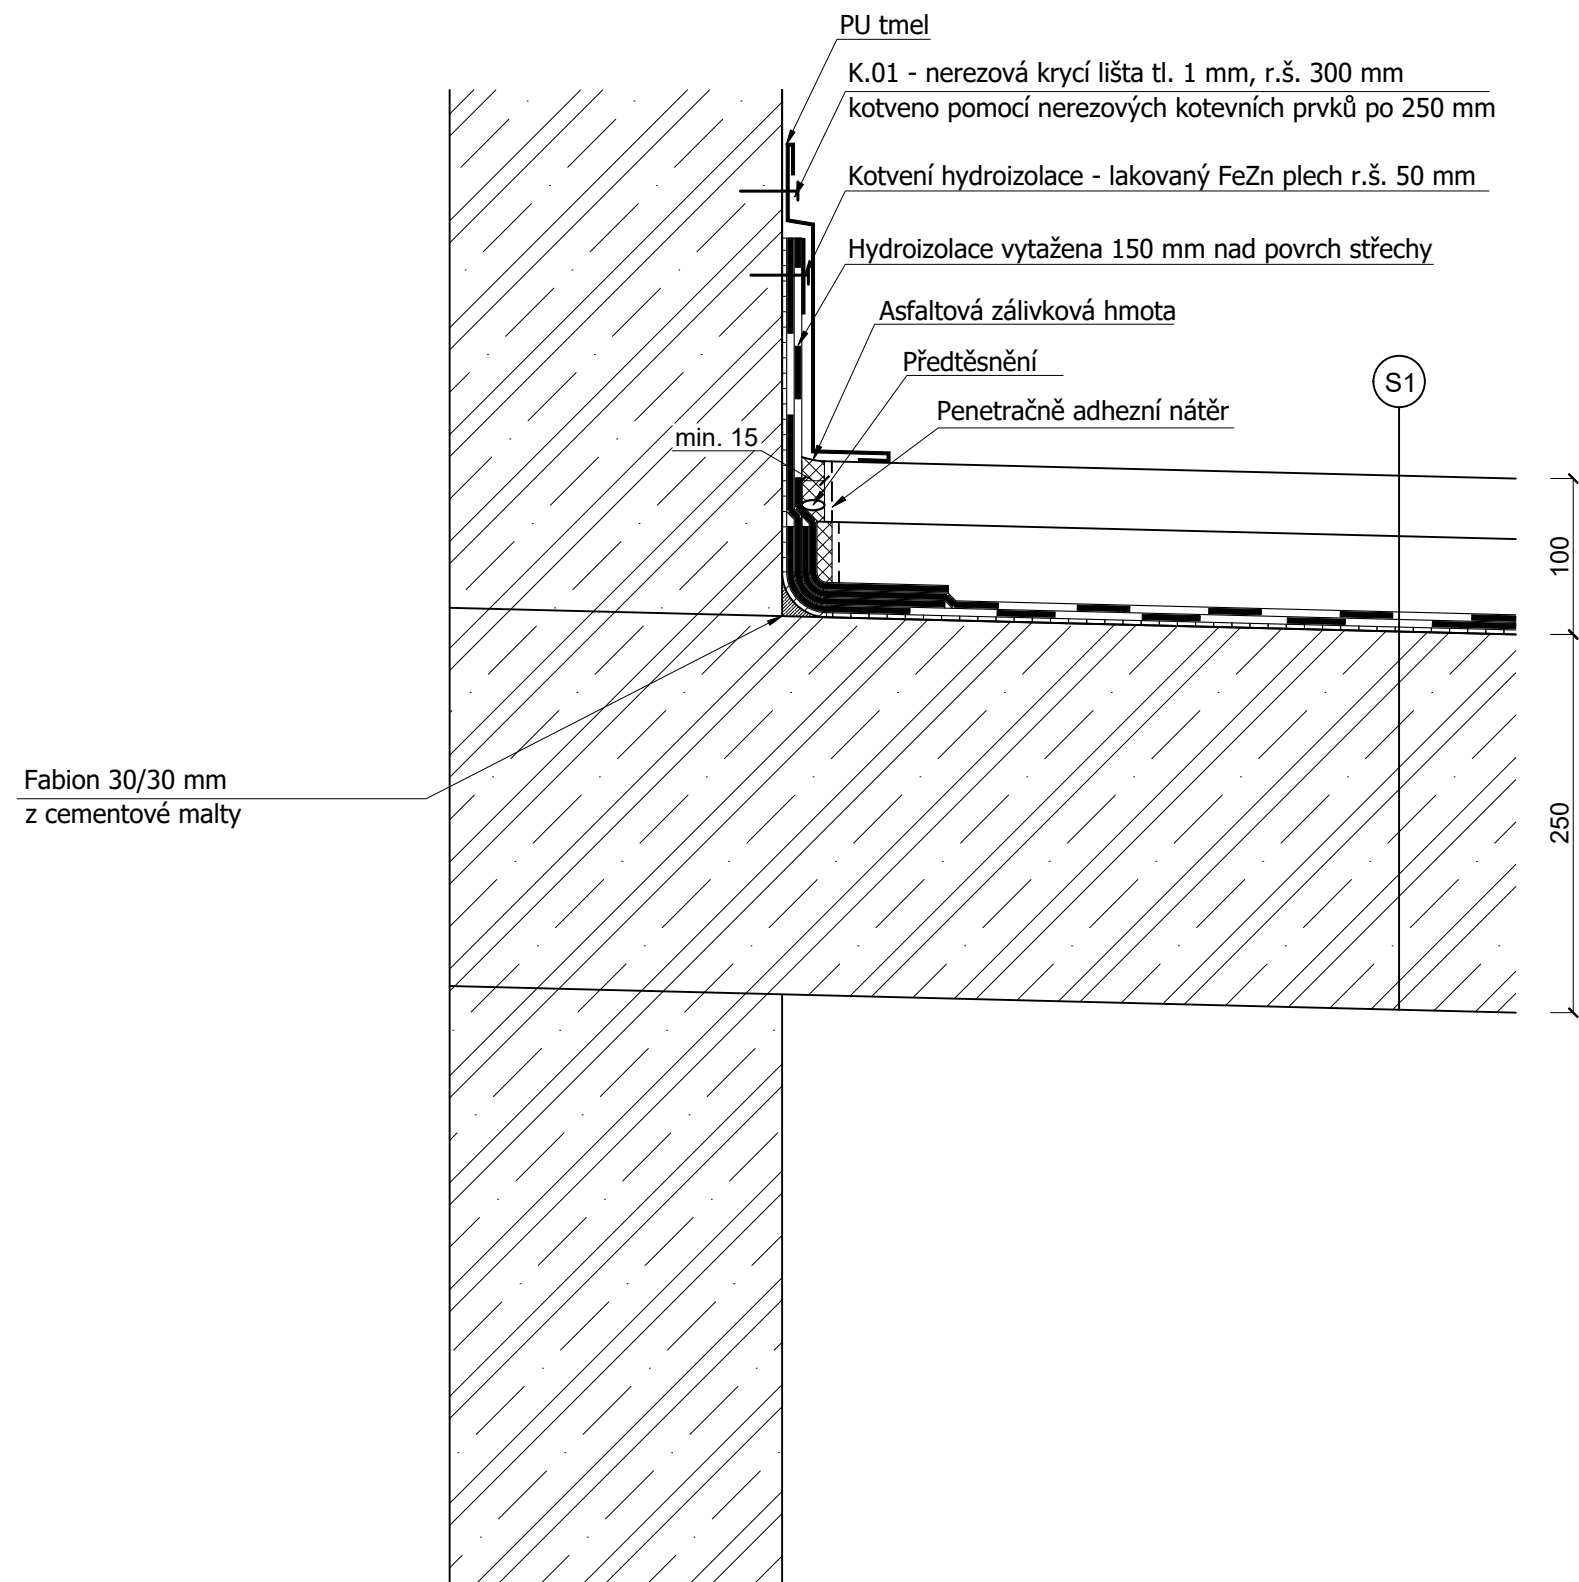 PU tmel
K.01 - nerezová krycí lišta tl. 1 mm, r.š. 300 mm
kotveno pomocí nerezových kotevních prvků po 250 mm
Kotvení hydroizolace - lakovaný FeZn plech r.š. 50 mm
Hydroizolace vytažena 150 mm nad povrch střechy
Asfaltová zálivková hmota
Předtěsnění
S1
Penetračně adhezní nátěr
min. 15
100
Fabion 30/30 mm
z cementové malty
250